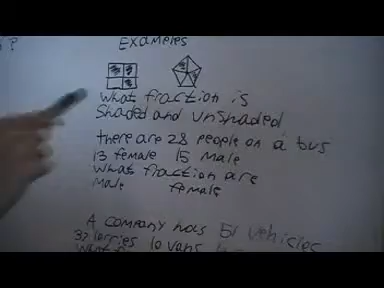 ?
Examples
What fraction is
Shaded and Unshaded
there are 28 people on a bus
13 female 15 male
What fraction are
Male female
A company has 51 vehicles
lorries 10 vans